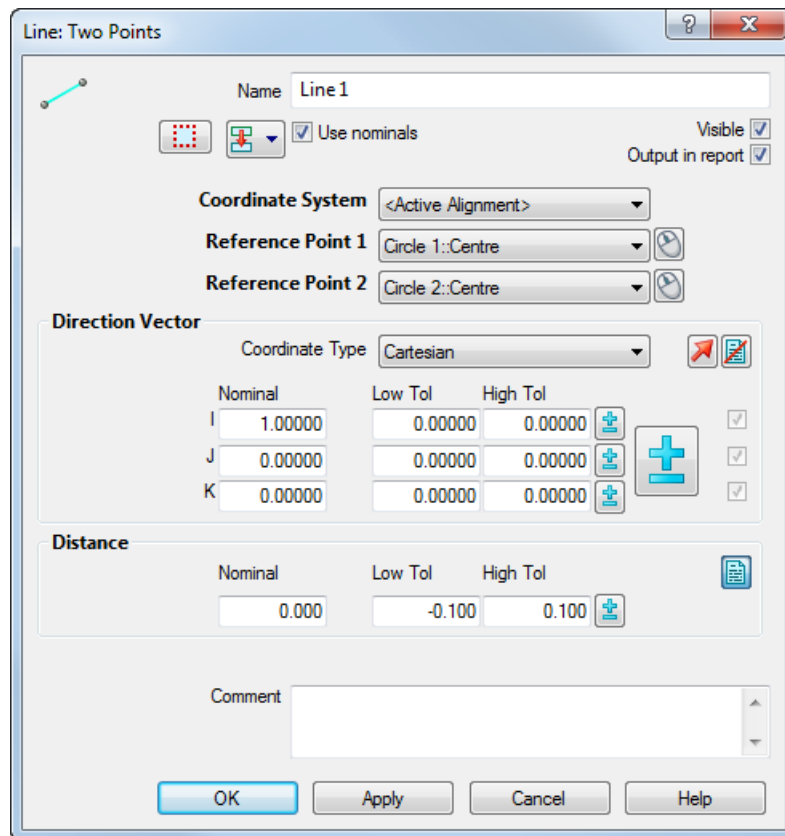 Line: Two Points
Name Line 1
Use nominals
Visible
Output in report
Coordinate System <Active Alignment>
Reference Point 1 Circle 1::Centre
Reference Point 2 Circle 2::Centre
Direction Vector
Coordinate Type Cartesian
Nominal Low Tol High Tol
I 1.00000 0.00000 0.00000
J 0.00000 0.00000 0.00000
K 0.00000 0.00000 0.00000
Distance
Nominal Low Tol High Tol
0.000 -0.100 0.100
Comment
OK Apply Cancel Help